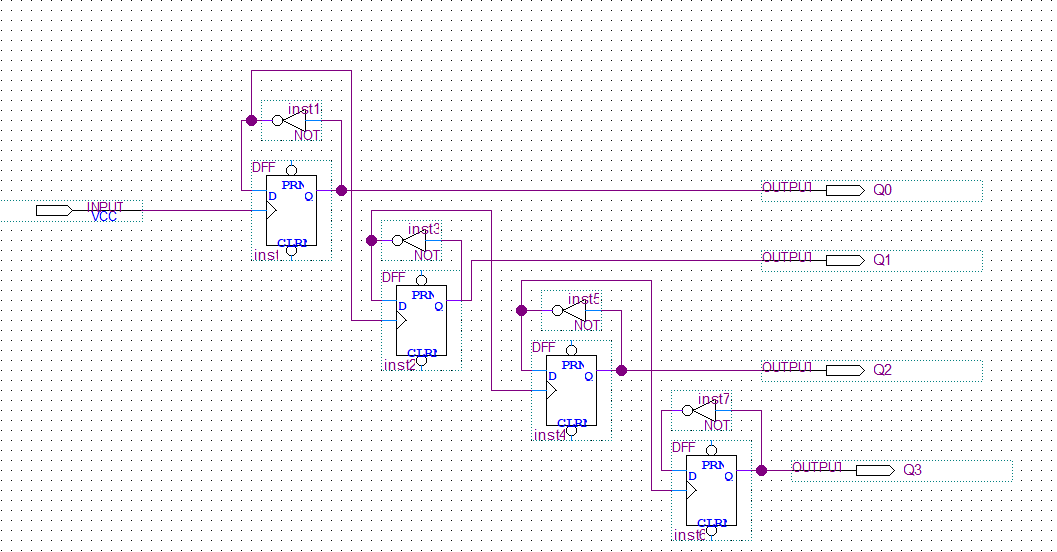 inst1
NOT
DFF
PRN
D Q
CLRN
inst
INPUT
VCC
OUTPUT Q0
inst3
NOT
OUTPUT Q1
DFF
PRN
D Q
CLRN
inst2
inst5
NOT
DFF
PRN
D Q
CLRN
inst4
OUTPUT Q2
inst7
NOT
DFF
PRN
D Q
CLRN
inst6
OUTPUT Q3